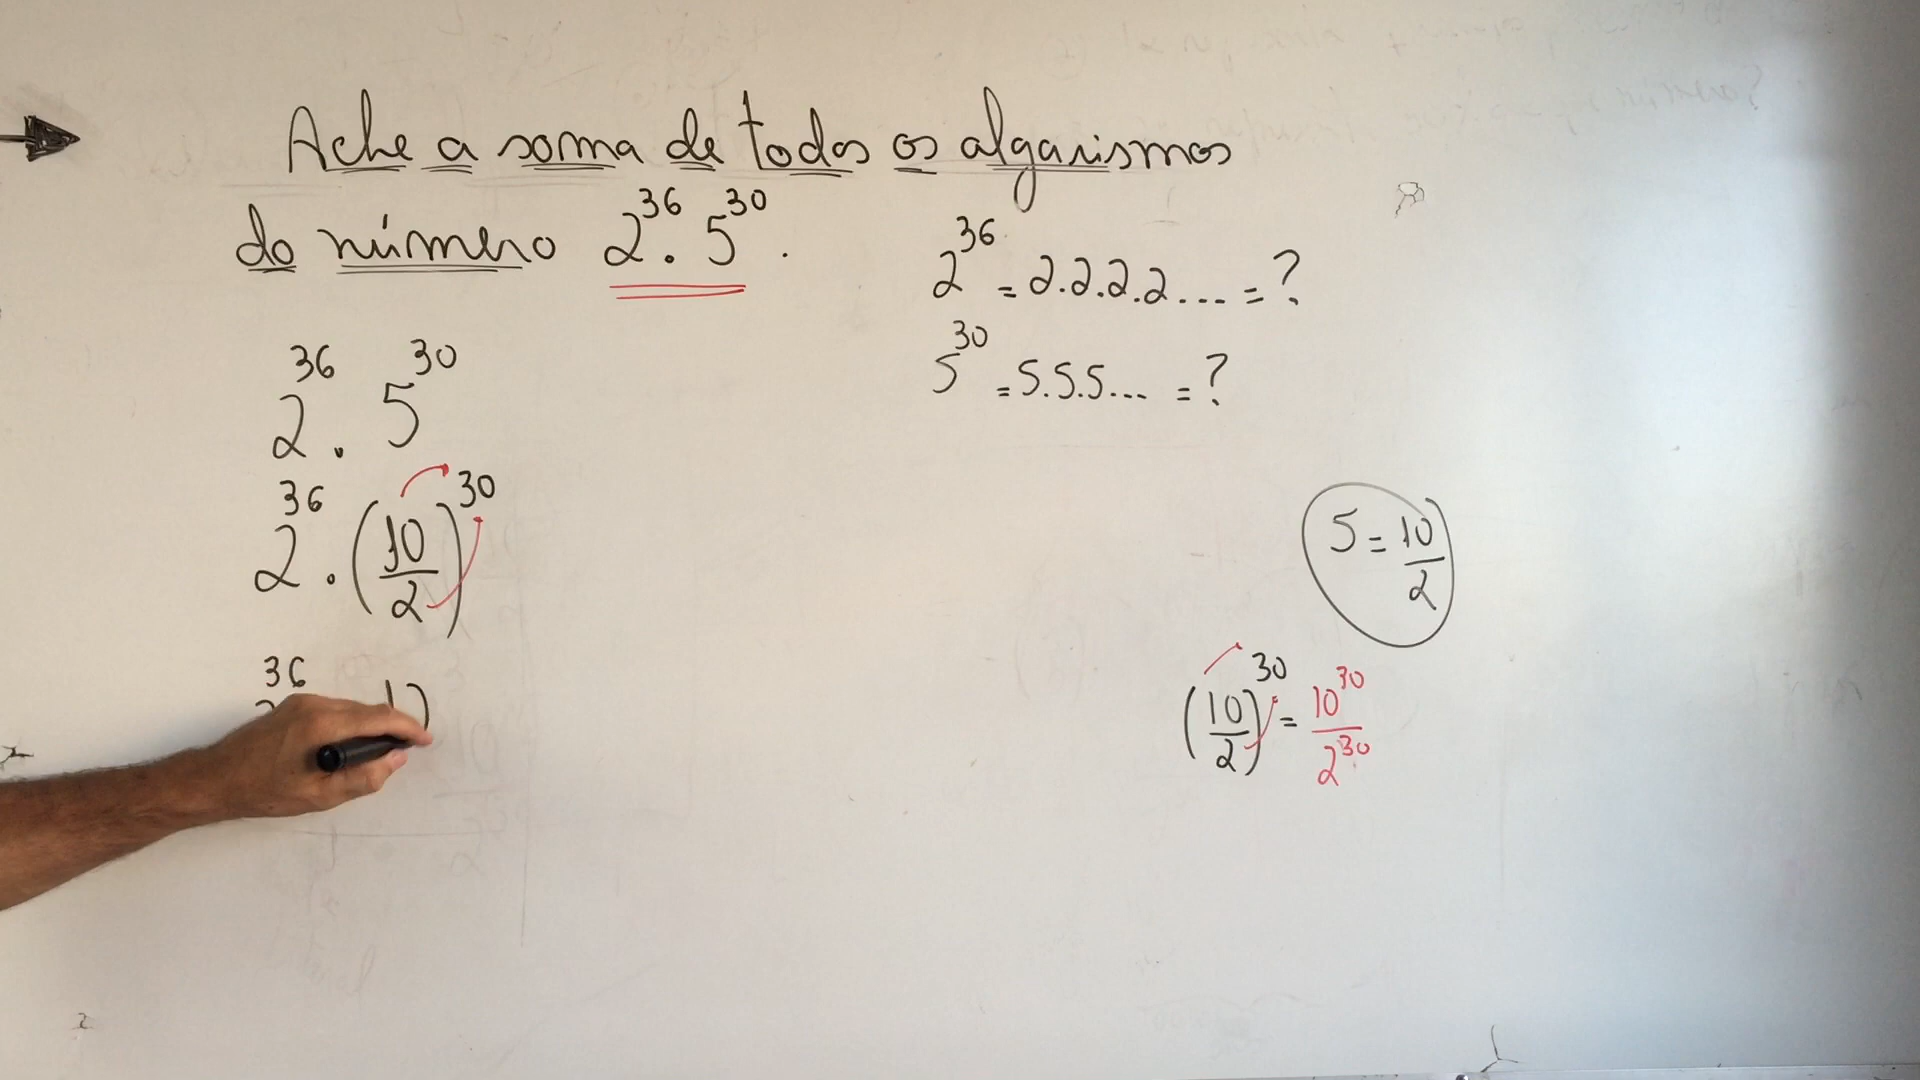 Ache a soma de todos os algarismos
do número 2^36 . 5^30 .
2^36 = 2.2.2.2... = ?
5^30 = 5.5.5... = ?
2^36 . 5^30
2^36 . (10/2)^30
5 = 10/2
(10/2)^30 = 10^30/2^30
36